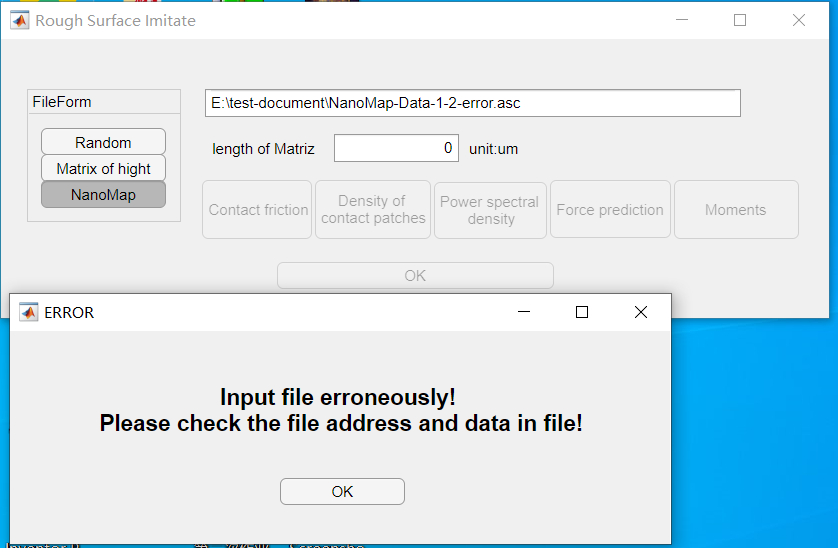 Rough Surface Imitate
FileForm
E:\test-document\NanoMap-Data-1-2-error.asc
Random
length of Matriz 0 unit:um
Matrix of hight
NanoMap
Contact friction
Density of
contact patches
Power spectral
density
Force prediction
Moments
OK
ERROR
Input file erroneously!
Please check the file address and data in file!
OK